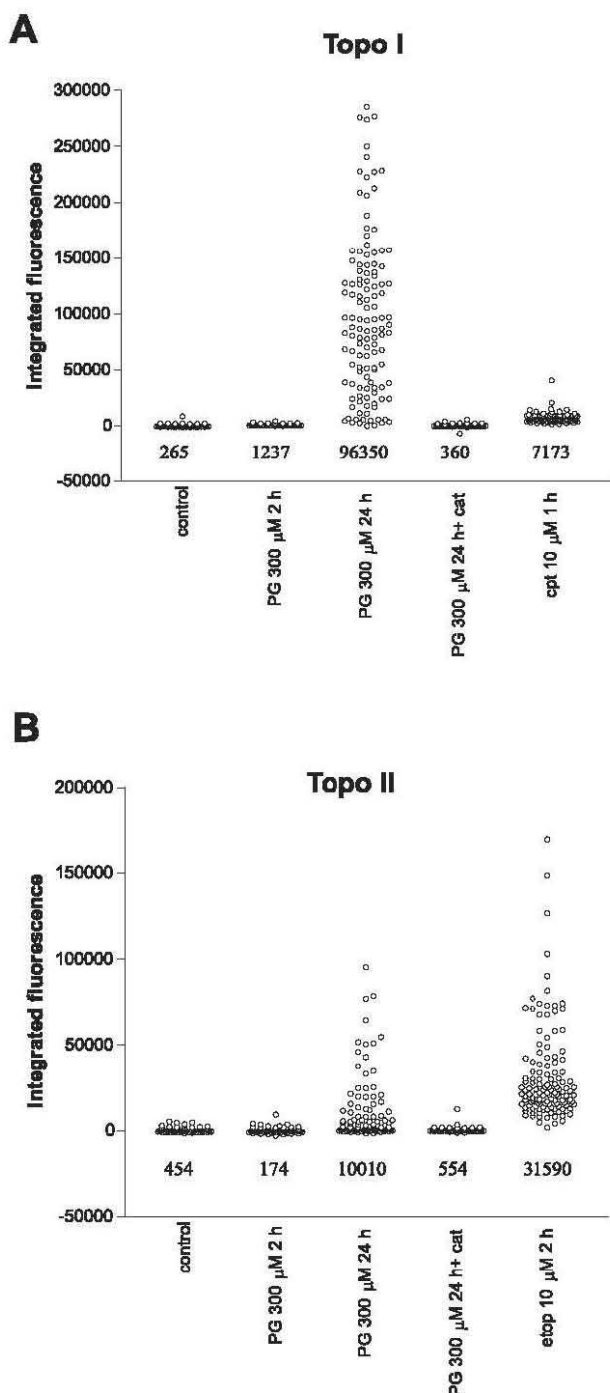 A
Topo I
Integrated fluorescence
300000
250000
200000
150000
100000
50000
0
-50000
265 1237 96350 360 7173
control
PG 300 µM 2 h
PG 300 µM 24 h
PG 300 µM 24 h+ cat
cpt 10 µM 1 h
B
Topo II
Integrated fluorescence
200000
150000
100000
50000
0
-50000
454 174 10010 554 31590
control
PG 300 µM 2 h
PG 300 µM 24 h
PG 300 µM 24 h+ cat
etop 10 µM 2 h